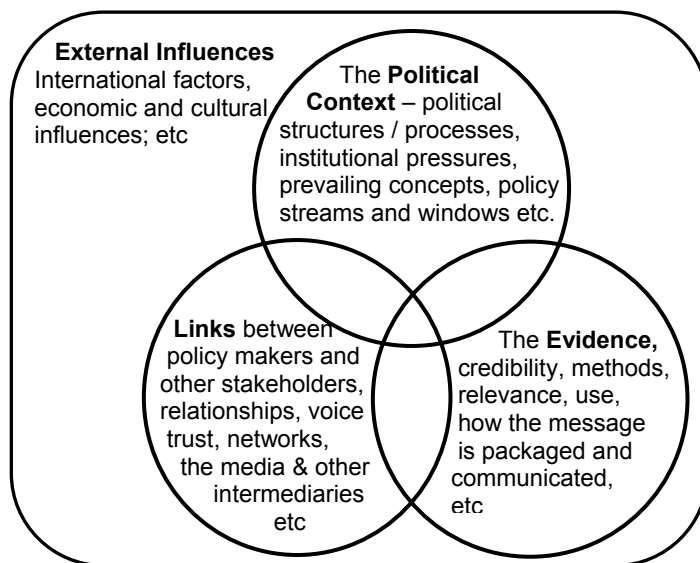 External Influences
International factors,
economic and cultural
influences; etc
The Political
Context – political
structures / processes,
institutional pressures,
prevailing concepts, policy
streams and windows etc.
Links between
policy makers and
other stakeholders,
relationships, voice
trust, networks,
the media & other
intermediaries
etc
The Evidence,
credibility, methods,
relevance, use,
how the message
is packaged and
communicated,
etc